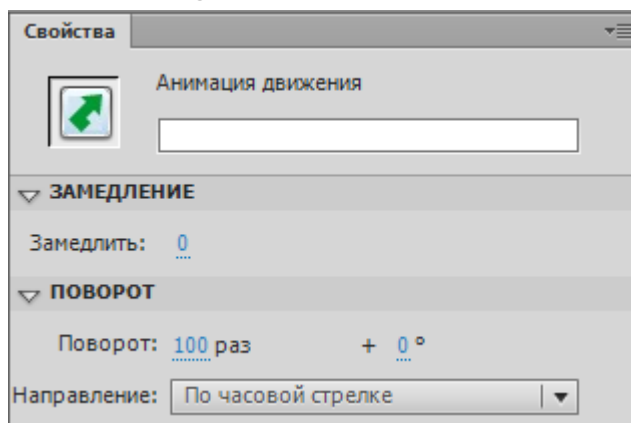 Свойства
Анимация движения
ЗАМЕДЛЕНИЕ
Замедлить: 0
ПОВОРОТ
Поворот: 100 раз + 0 °
Направление: По часовой стрелке